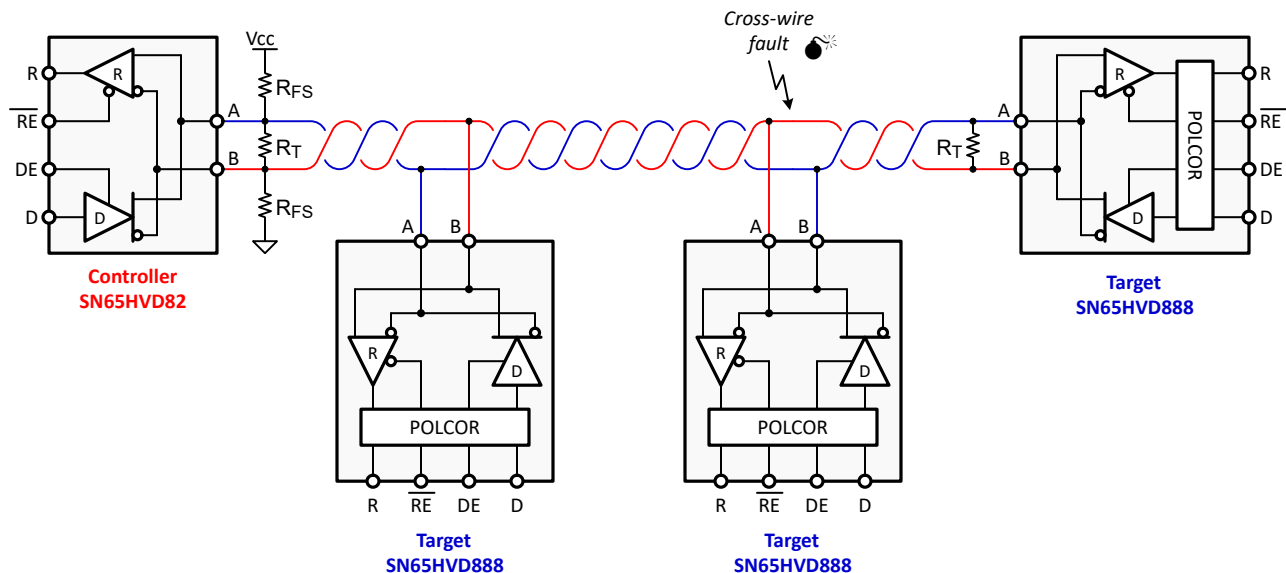 Cross-wire
fault
Vcc
R
RE
DE
D
R
D
A
B
RFS
RT
RFS
Controller
SN65HVD82
RT
A
B
R
D
POLCOR
R
RE
DE
D
Target
SN65HVD888
A
B
R
D
POLCOR
R
RE
DE
D
Target
SN65HVD888
A
B
R
D
POLCOR
R
RE
DE
D
Target
SN65HVD888